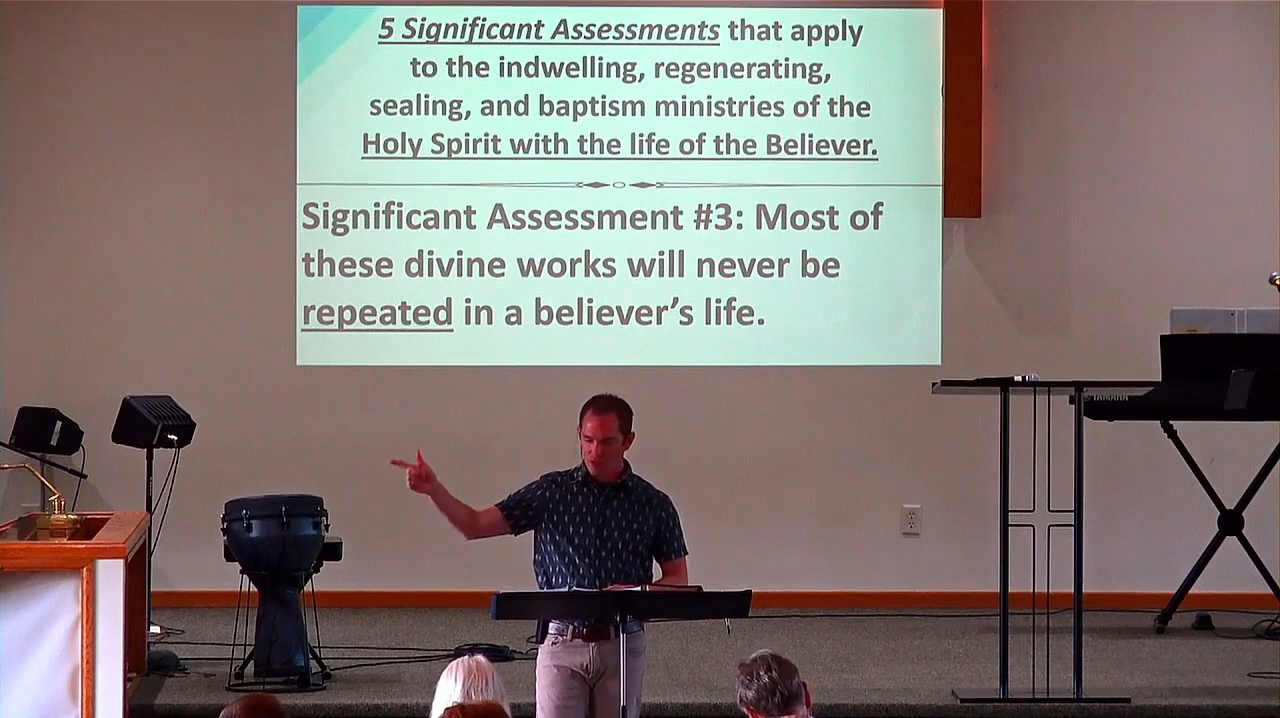 5 Significant Assessments that apply
to the indwelling, regenerating,
sealing, and baptism ministries of the
Holy Spirit with the life of the Believer.
Significant Assessment #3: Most of
these divine works will never be
repeated in a believer's life.
YAMAHA